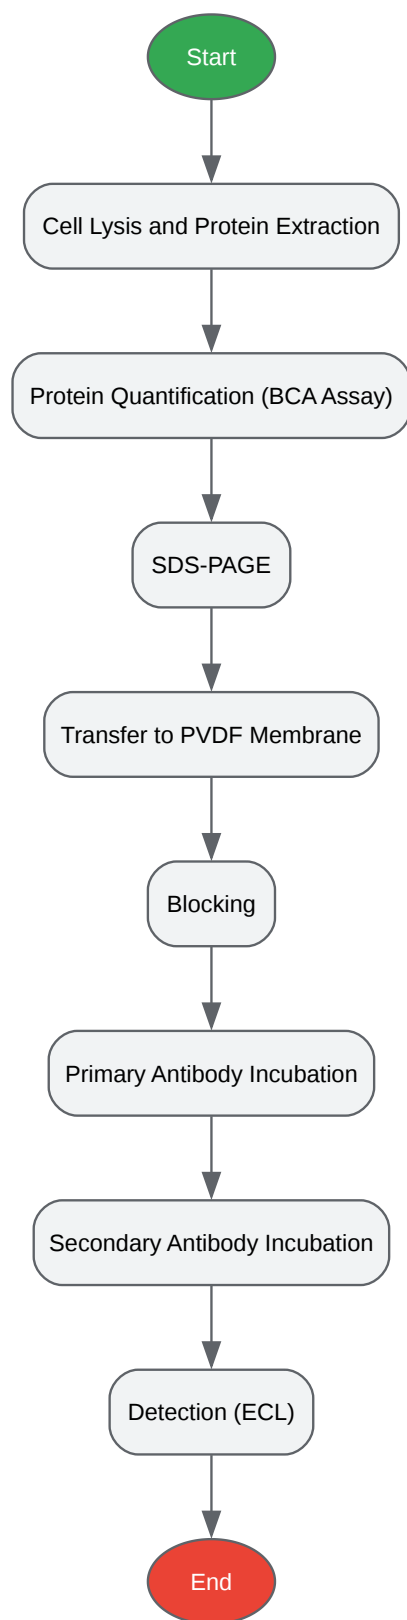 Start
Cell Lysis and Protein Extraction
Protein Quantification (BCA Assay)
SDS-PAGE
Transfer to PVDF Membrane
Blocking
Primary Antibody Incubation
Secondary Antibody Incubation
Detection (ECL)
End